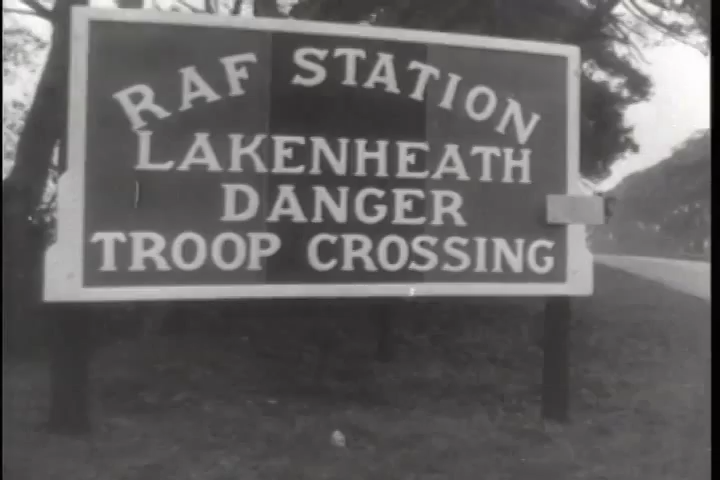 RAF STATION
LAKENHEATH
DANGER
TROOP CROSSING